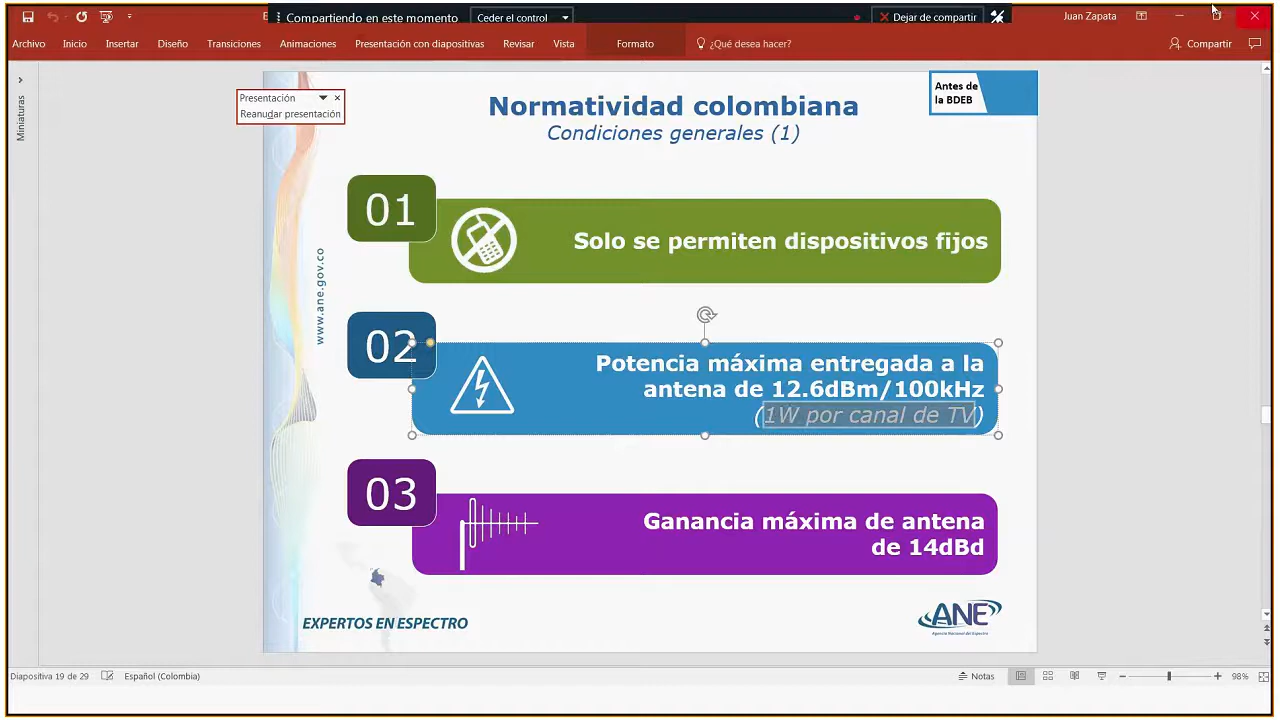 Compartiendo en este momento
Ceder el control
Dejar de compartir
Juan Zapata
Archivo
Inicio
Insertar
Diseño
Transiciones
Animaciones
Presentación con diapositivas
Revisar
Vista
Formato
¿Qué desea hacer?
Compartir
Miniaturas
Presentación
Reanudar presentación
Normatividad colombiana
Condiciones generales (1)
Antes de
la BDEB
www.ane.gov.co
01
Solo se permiten dispositivos fijos
02
Potencia máxima entregada a la
antena de 12.6dBm/100kHz
(1W por canal de TV)
03
Ganancia máxima de antena
de 14dBd
EXPERTOS EN ESPECTRO
ANE
Agencia Nacional del Espectro
Diapositiva 19 de 29
Español (Colombia)
Notas
98%